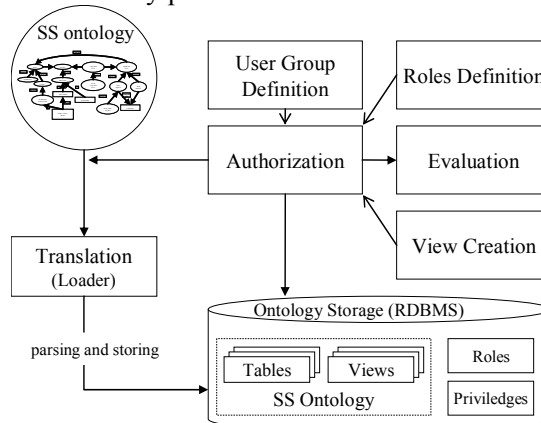 SS ontology
User Group
Definition
Roles Definition
Authorization
Evaluation
View Creation
Translation
(Loader)
Ontology Storage (RDBMS)
parsing and storing
Tables
Views
Roles
SS Ontology
Priviledges